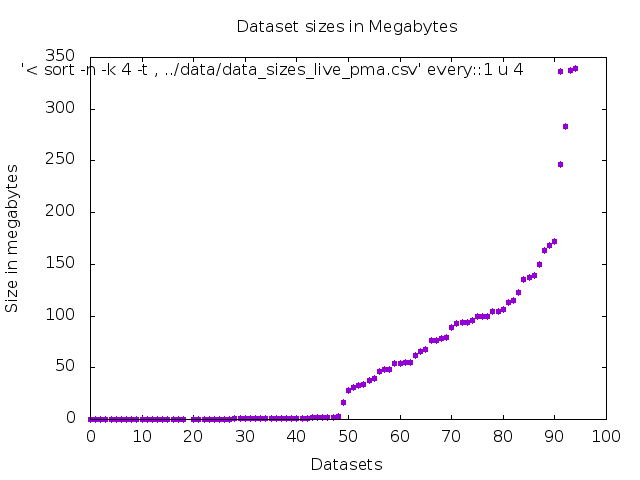 Dataset sizes in Megabytes
350
'< sort -n -k 4 -t , ../data/data_sizes_live_pma.csv' every::1 u 4
300
250
200
150
100
50
0
Size in megabytes
0 10 20 30 40 50 60 70 80 90 100
Datasets